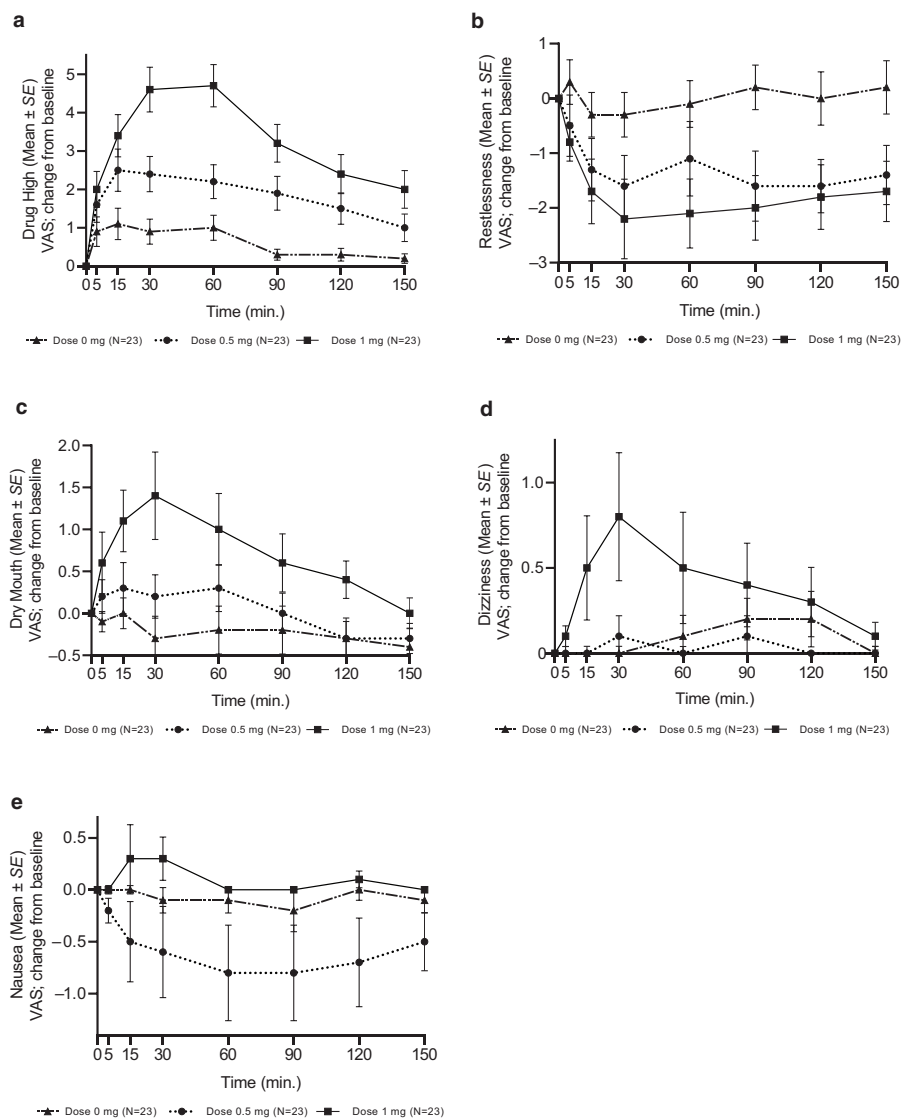 a
Drug High (Mean ± SE)
VAS; change from baseline
5
4
3
2
1
0
0 5 15 30 60 90 120 150
Time (min.)
Dose 0 mg (N=23) Dose 0.5 mg (N=23) Dose 1 mg (N=23)
b
Restlessness (Mean ± SE)
VAS; change from baseline
1
0
–1
–2
–3
0 5 15 30 60 90 120 150
Time (min.)
Dose 0 mg (N=23) Dose 0.5 mg (N=23) Dose 1 mg (N=23)
c
Dry Mouth (Mean ± SE)
VAS; change from baseline
2.0
1.5
1.0
0.5
0.0
–0.5
0 5 15 30 60 90 120 150
Time (min.)
Dose 0 mg (N=23) Dose 0.5 mg (N=23) Dose 1 mg (N=23)
d
Dizziness (Mean ± SE)
VAS; change from baseline
1.0
0.5
0
0 5 15 30 60 90 120 150
Time (min.)
Dose 0 mg (N=23) Dose 0.5 mg (N=23) Dose 1 mg (N=23)
e
Nausea (Mean ± SE)
VAS; change from baseline
0.5
0.0
–0.5
–1.0
0 5 15 30 60 90 120 150
Time (min.)
Dose 0 mg (N=23) Dose 0.5 mg (N=23) Dose 1 mg (N=23)